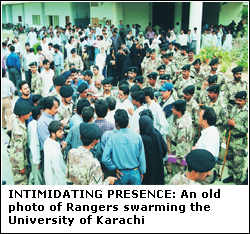 INTIMIDATING PRESENCE: An old
photo of Rangers swarming the
University of Karachi